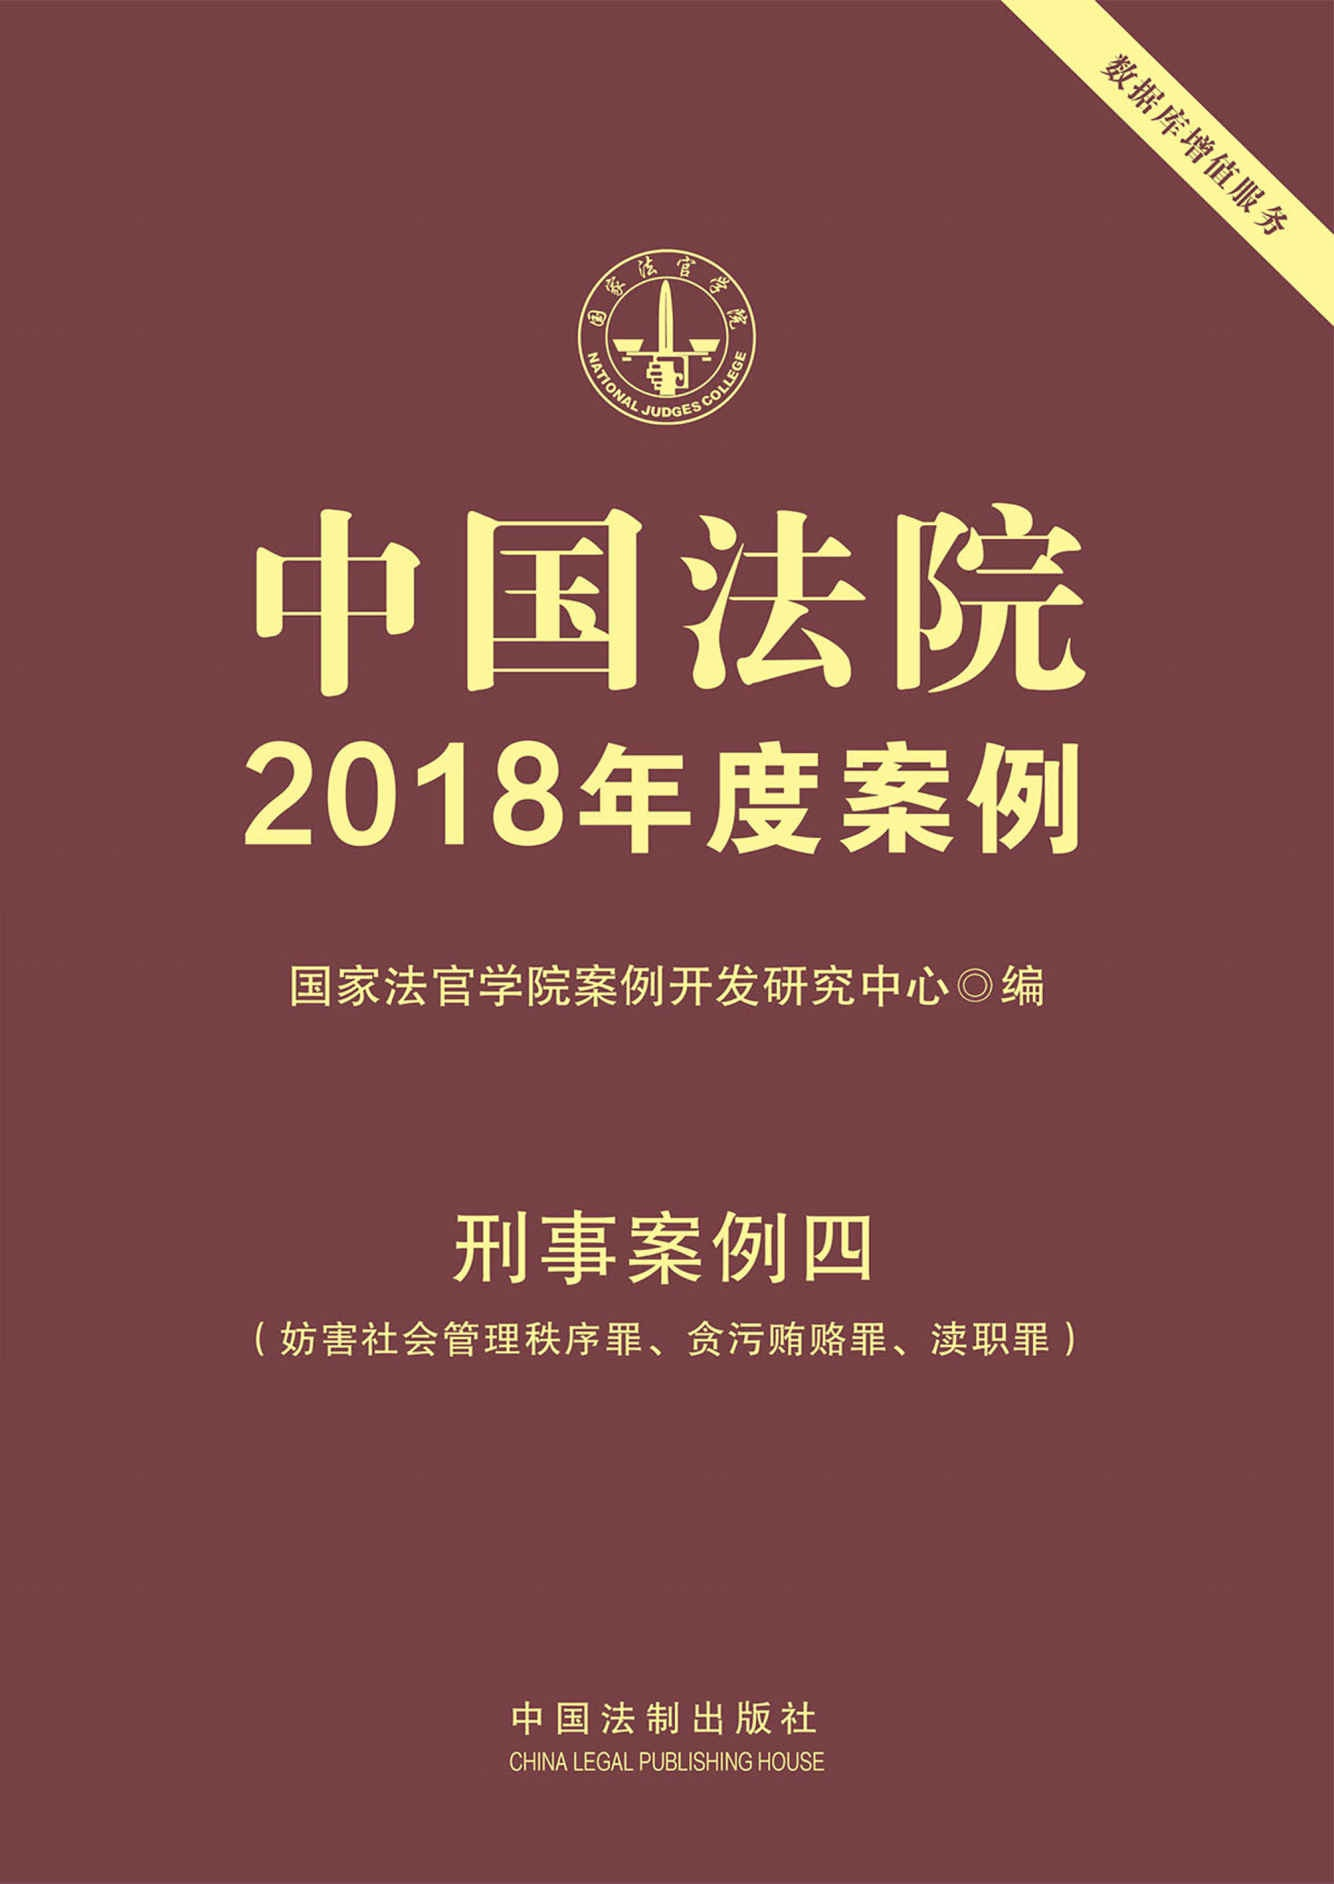 数据库增值服务
国家法官学院
NATIONAL JUDGES COLLEGE
中国法院
2018年度案例
国家法官学院案例开发研究中心◎编
刑事案例四
（妨害社会管理秩序罪、贪污贿赂罪、渎职罪）
中国法制出版社
CHINA LEGAL PUBLISHING HOUSE